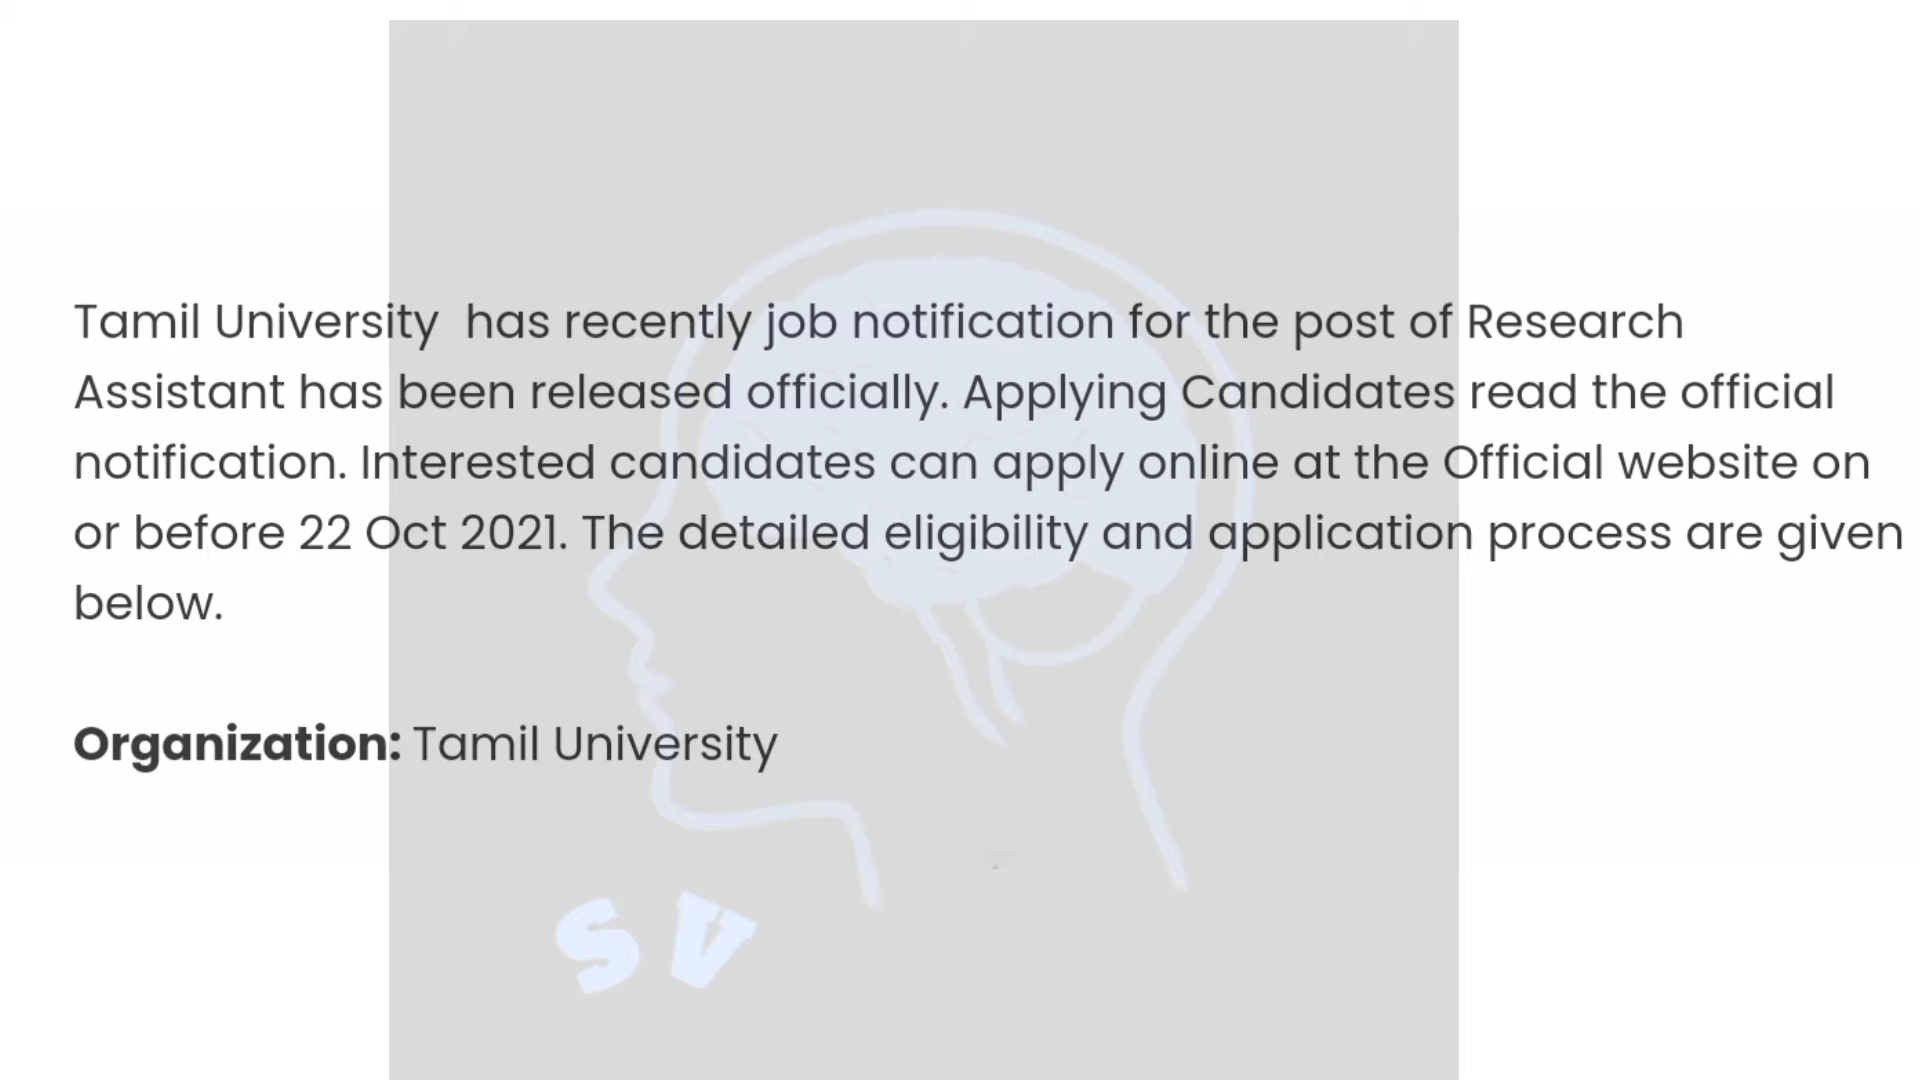 Tamil University  has recently job notification for the post of Research
Assistant has been released officially. Applying Candidates read the official
notification. Interested candidates can apply online at the Official website on
or before 22 Oct 2021. The detailed eligibility and application process are given
below.
Organization: Tamil University
S V